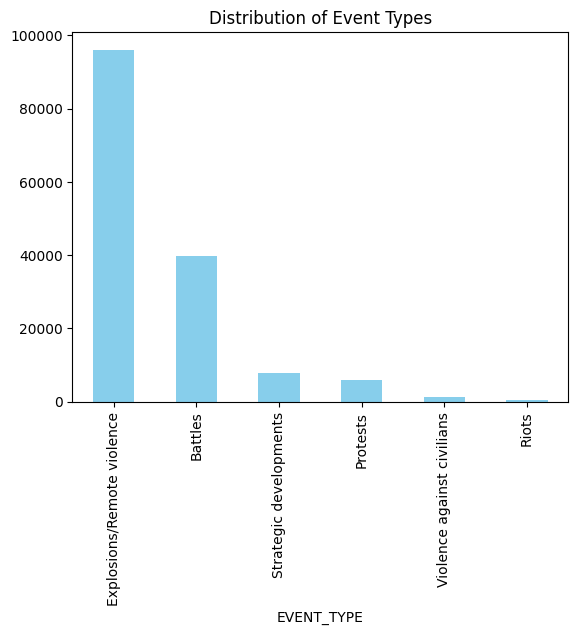 Distribution of Event Types
100000
80000
60000
40000
20000
0
Explosions/Remote violence
Battles
Strategic developments
Protests
Violence against civilians
Riots
EVENT_TYPE